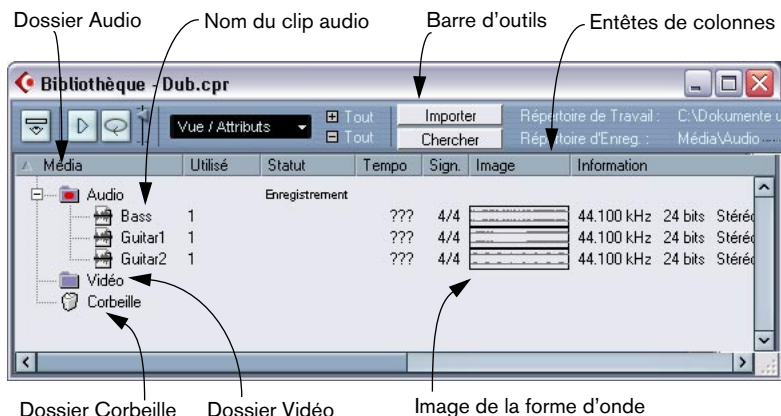 Dossier Audio
Nom du clip audio
Barre d'outils
Entêtes de colonnes
Bibliothèque - Dub.cpr
Vue / Attributs
Tout
Tout
Importer
Chercher
Répertoire de Travail : C:\Dokumente u
Répertoire d'Enreg. : Média\Audio
Média Utilisé Statut Tempo Sign. Image Information
Audio Enregistrement
Bass 1 ??? 4/4 44.100 kHz 24 bits Stéréo
Guitar1 1 ??? 4/4 44.100 kHz 24 bits Stéréo
Guitar2 1 ??? 4/4 44.100 kHz 24 bits Stéréo
Vidéo
Corbeille
Dossier Corbeille
Dossier Vidéo
Image de la forme d'onde